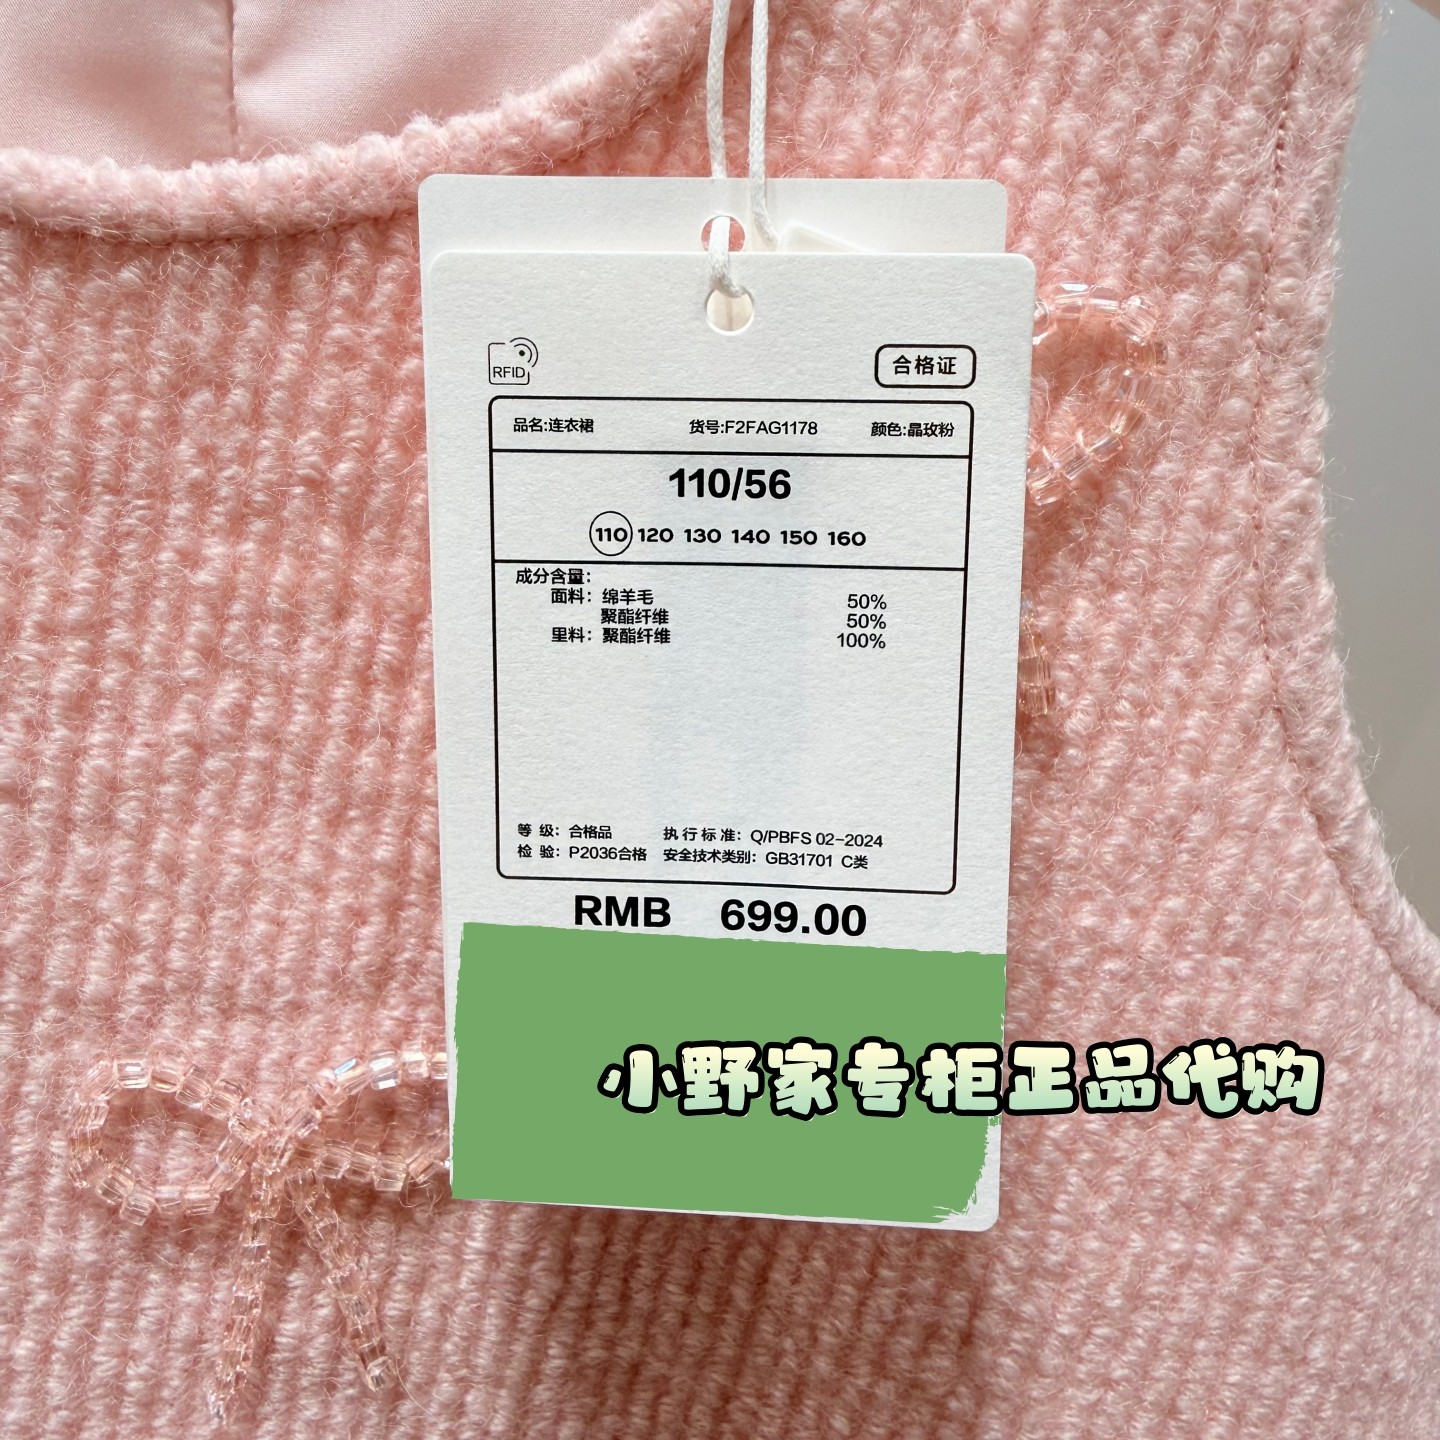 RFID
合格证
品名:连衣裙 货号:F2FAG1178 颜色:晶玫粉
110/56
110 120 130 140 150 160
成分含量：
面料：绵羊毛 50%
聚酯纤维 50%
里料：聚酯纤维 100%
等 级：合格品 执 行 标 准：Q/PBFS 02-2024
检 验：P2036合格 安全技术类别：GB31701 C类
RMB 699.00
小野家专柜正品代购